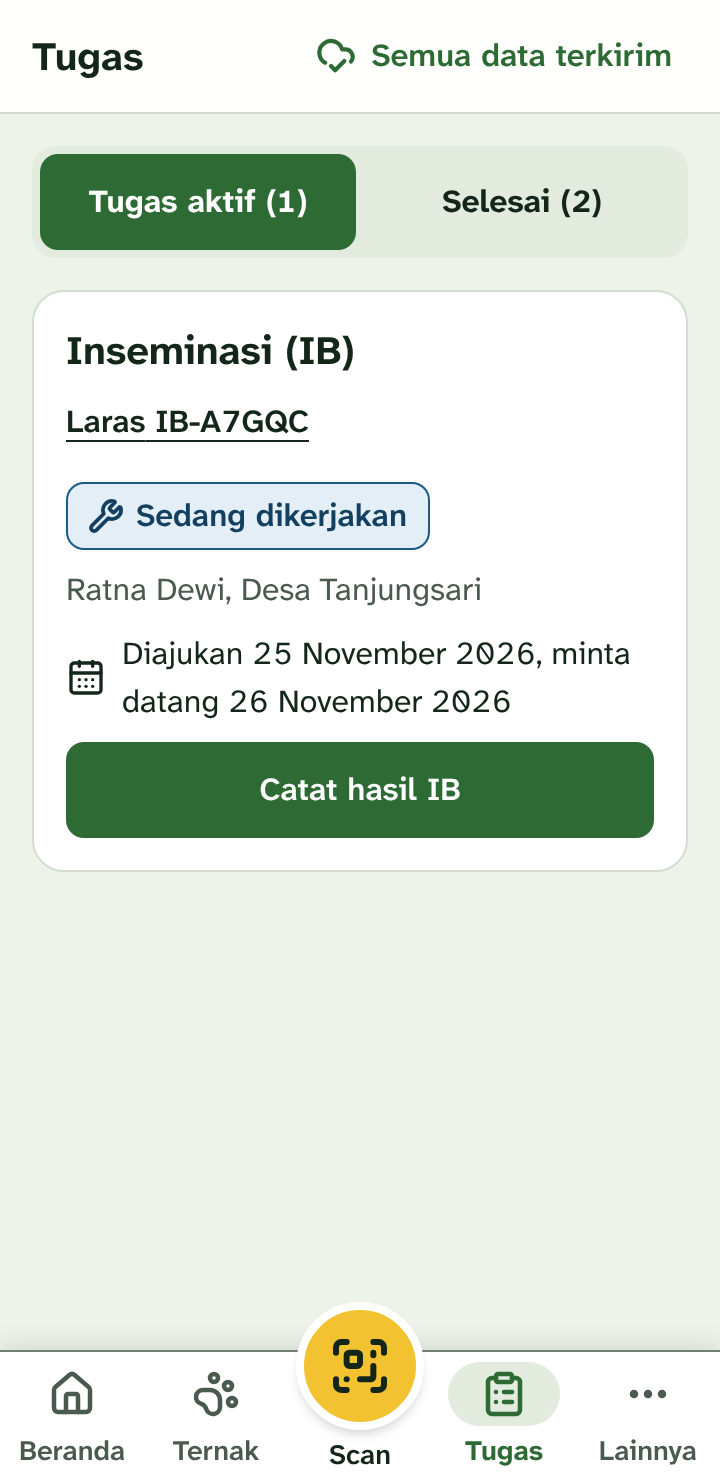 Tugas
Semua data terkirim
Tugas aktif (1)
Selesai (2)
Inseminasi (IB)
Laras IB-A7GQC
Sedang dikerjakan
Ratna Dewi, Desa Tanjungsari
Diajukan 25 November 2026, minta
datang 26 November 2026
Catat hasil IB
Beranda
Ternak
Scan
Tugas
Lainnya